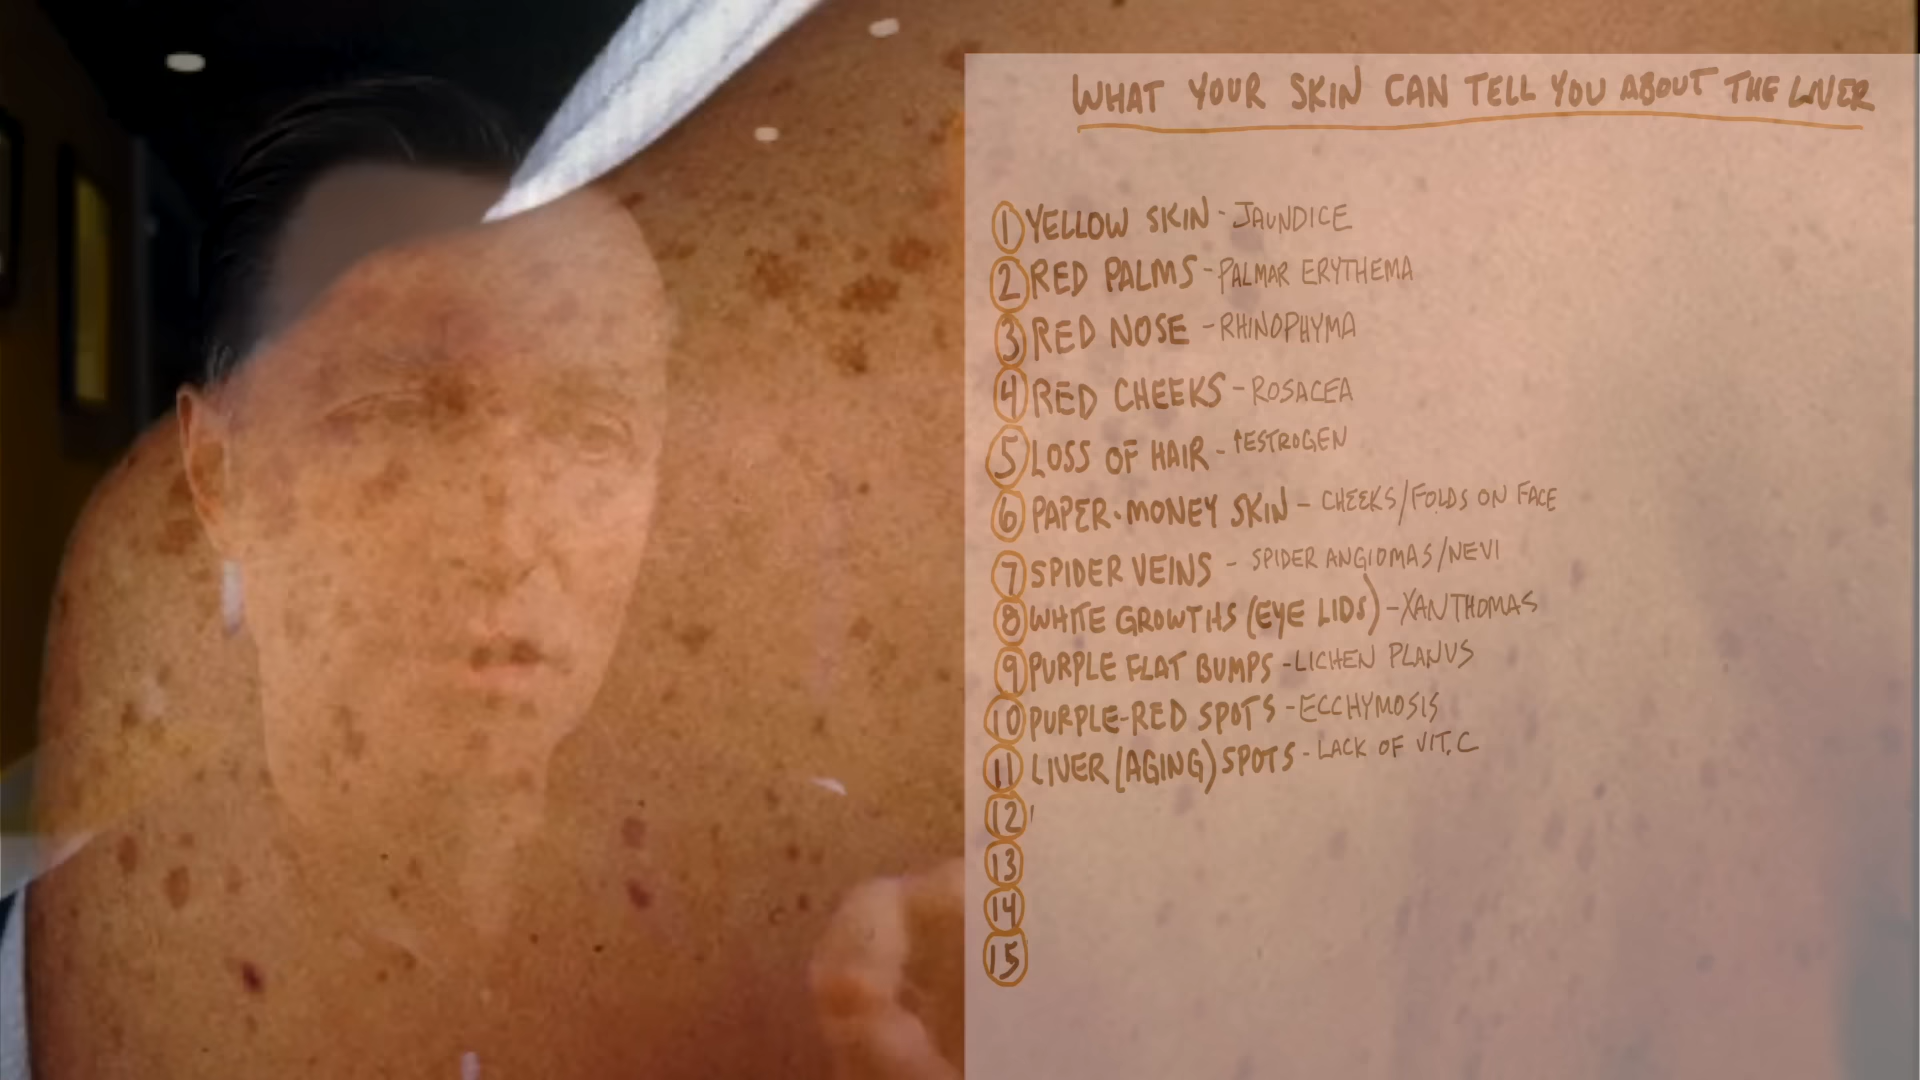 WHAT YOUR SKIN CAN TELL YOU ABOUT THE LIVER
1 YELLOW SKIN - JAUNDICE
2 RED PALMS - PALMAR ERYTHEMA
3 RED NOSE - RHINOPHYMA
4 RED CHEEKS - ROSACEA
5 LOSS OF HAIR - ↑ESTROGEN
6 PAPER-MONEY SKIN - CHEEKS/FOLDS ON FACE
7 SPIDER VEINS - SPIDER ANGIOMAS/NEVI
8 WHITE GROWTHS (EYE LIDS) - XANTHOMAS
9 PURPLE FLAT BUMPS - LICHEN PLANUS
10 PURPLE-RED SPOTS - ECCHYMOSIS
11 LIVER (AGING) SPOTS - LACK OF VIT. C
12
13
14
15